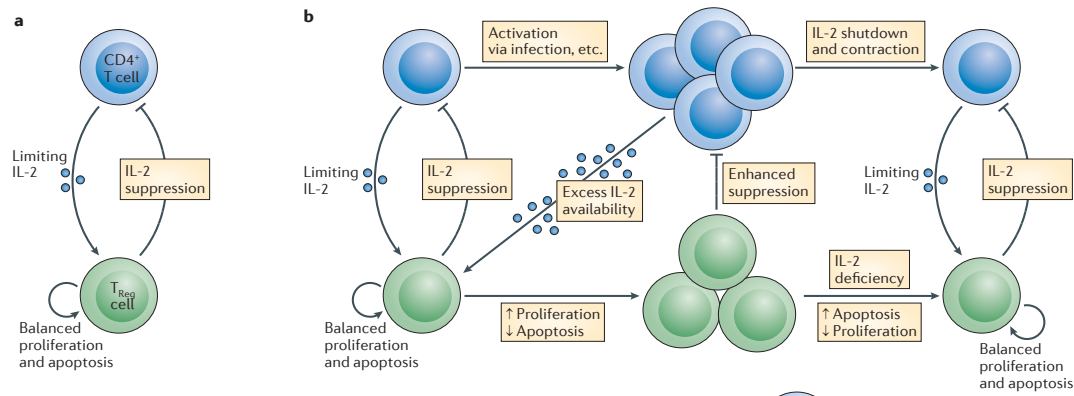 a
CD4+
T cell
Limiting
IL-2
IL-2
suppression
TReg
cell
Balanced
proliferation
and apoptosis
b
Activation
via infection, etc.
IL-2 shutdown
and contraction
Limiting
IL-2
IL-2
suppression
Excess IL-2
availability
Enhanced
suppression
Limiting
IL-2
IL-2
suppression
IL-2
deficiency
↑ Proliferation
↓ Apoptosis
↑ Apoptosis
↓ Proliferation
Balanced
proliferation
and apoptosis
Balanced
proliferation
and apoptosis